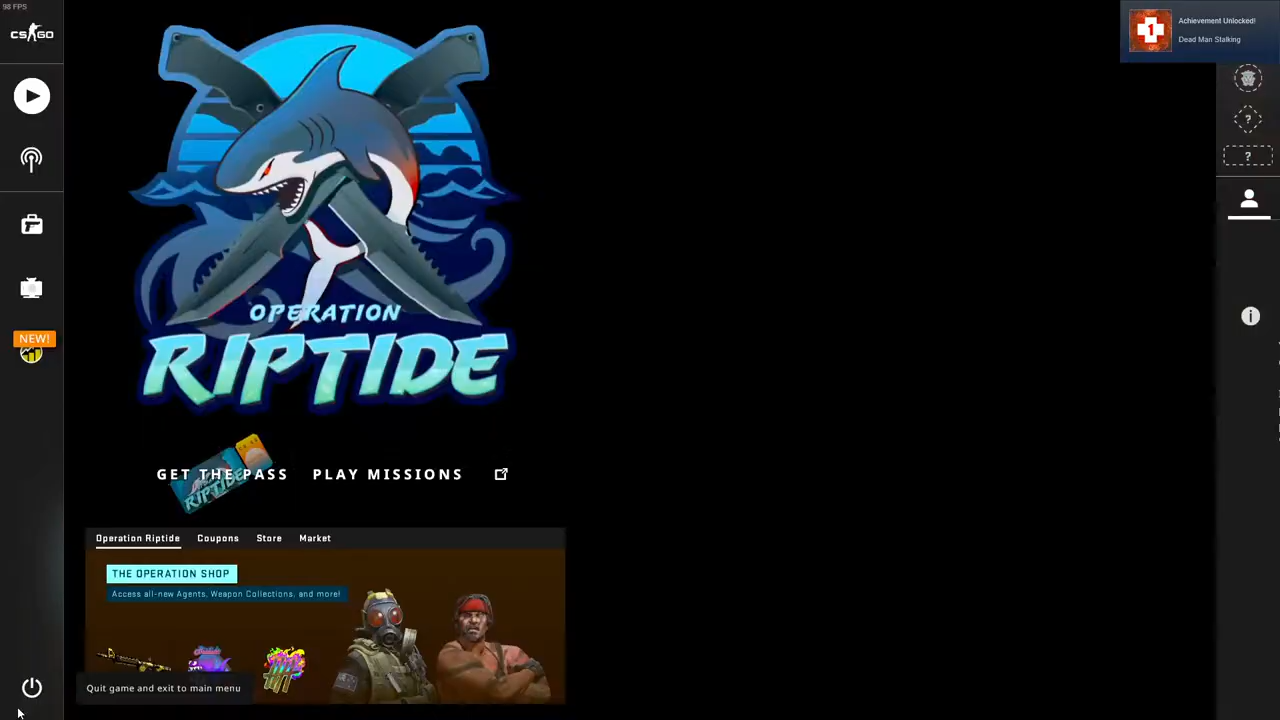 98 FPS
CS GO
Achievement Unlocked!
Dead Man Stalking
1
?
?
NEW!
OPERATION
RIPTIDE
GET THE PASS
PLAY MISSIONS
RIPTIDE
Operation Riptide
Coupons
Store
Market
THE OPERATION SHOP
Access all-new Agents, Weapon Collections, and more!
Quit game and exit to main menu